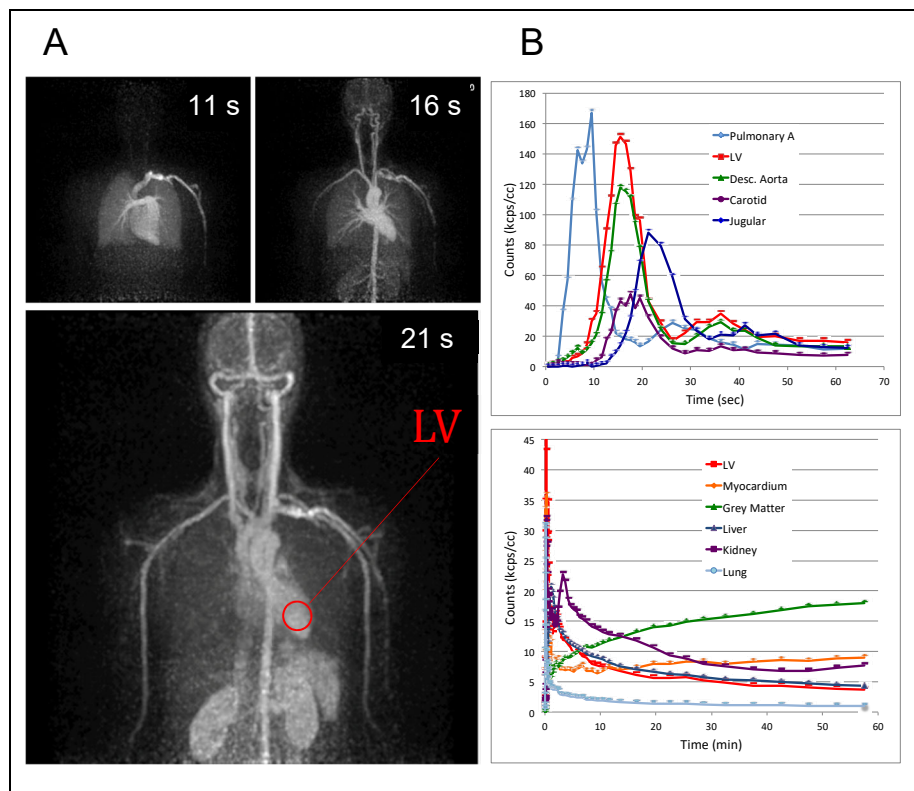 A
11 s
16 s
21 s
LV
B
180
160
140
120
100
80
60
40
20
0
Counts (kcps/cc)
Pulmonary A
LV
Desc. Aorta
Carotid
Jugular
0 10 20 30 40 50 60 70
Time (sec)
45
40
35
30
25
20
15
10
5
0
Counts (kcps/cc)
LV
Myocardium
Grey Matter
Liver
Kidney
Lung
0 10 20 30 40 50 60
Time (min)